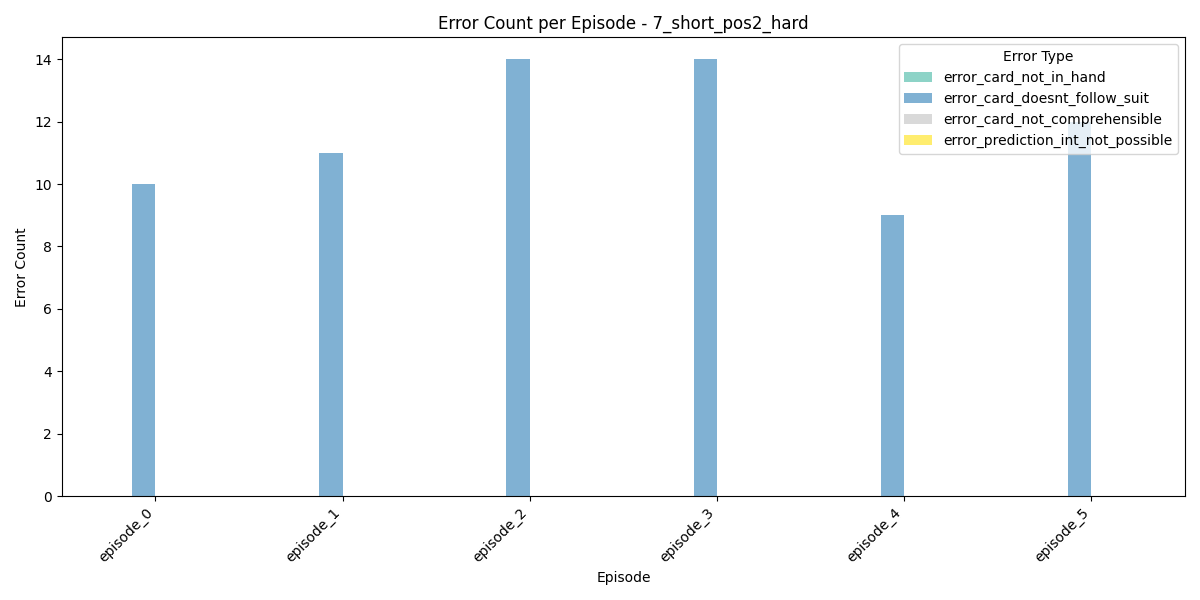 Error Count per Episode - 7_short_pos2_hard
Error Type
error_card_not_in_hand
error_card_doesnt_follow_suit
error_card_not_comprehensible
error_prediction_int_not_possible
Error Count
14
12
10
8
6
4
2
0
episode_0
episode_1
episode_2
episode_3
episode_4
episode_5
Episode